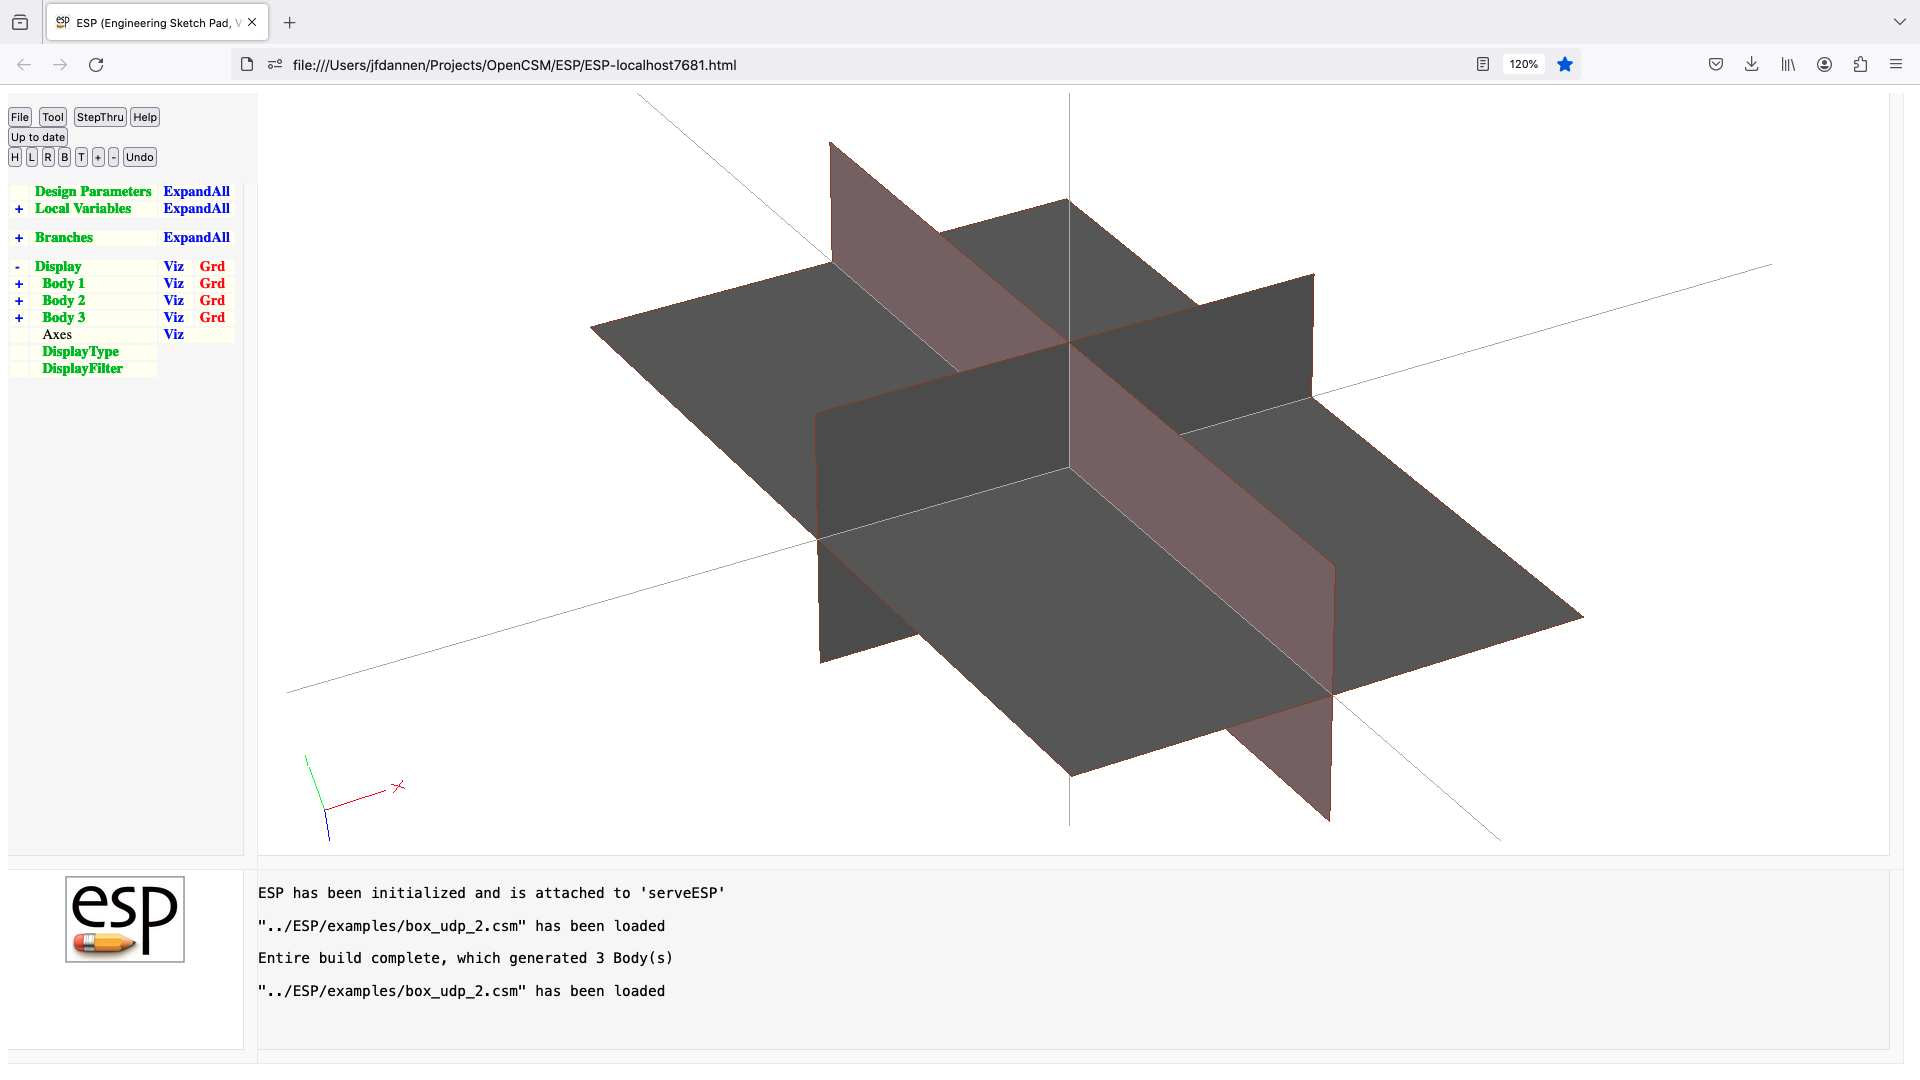 ESP (Engineering Sketch Pad, V
file:///Users/jfdannen/Projects/OpenCSM/ESP/ESP-localhost7681.html
120%
File Tool StepThru Help
Up to date
H L R B T + - Undo
Design Parameters ExpandAll
+ Local Variables ExpandAll
+ Branches ExpandAll
- Display Viz Grd
+ Body 1 Viz Grd
+ Body 2 Viz Grd
+ Body 3 Viz Grd
Axes Viz
DisplayType
DisplayFilter
X
esp
ESP has been initialized and is attached to 'serveESP'
"../ESP/examples/box_udp_2.csm" has been loaded
Entire build complete, which generated 3 Body(s)
"../ESP/examples/box_udp_2.csm" has been loaded